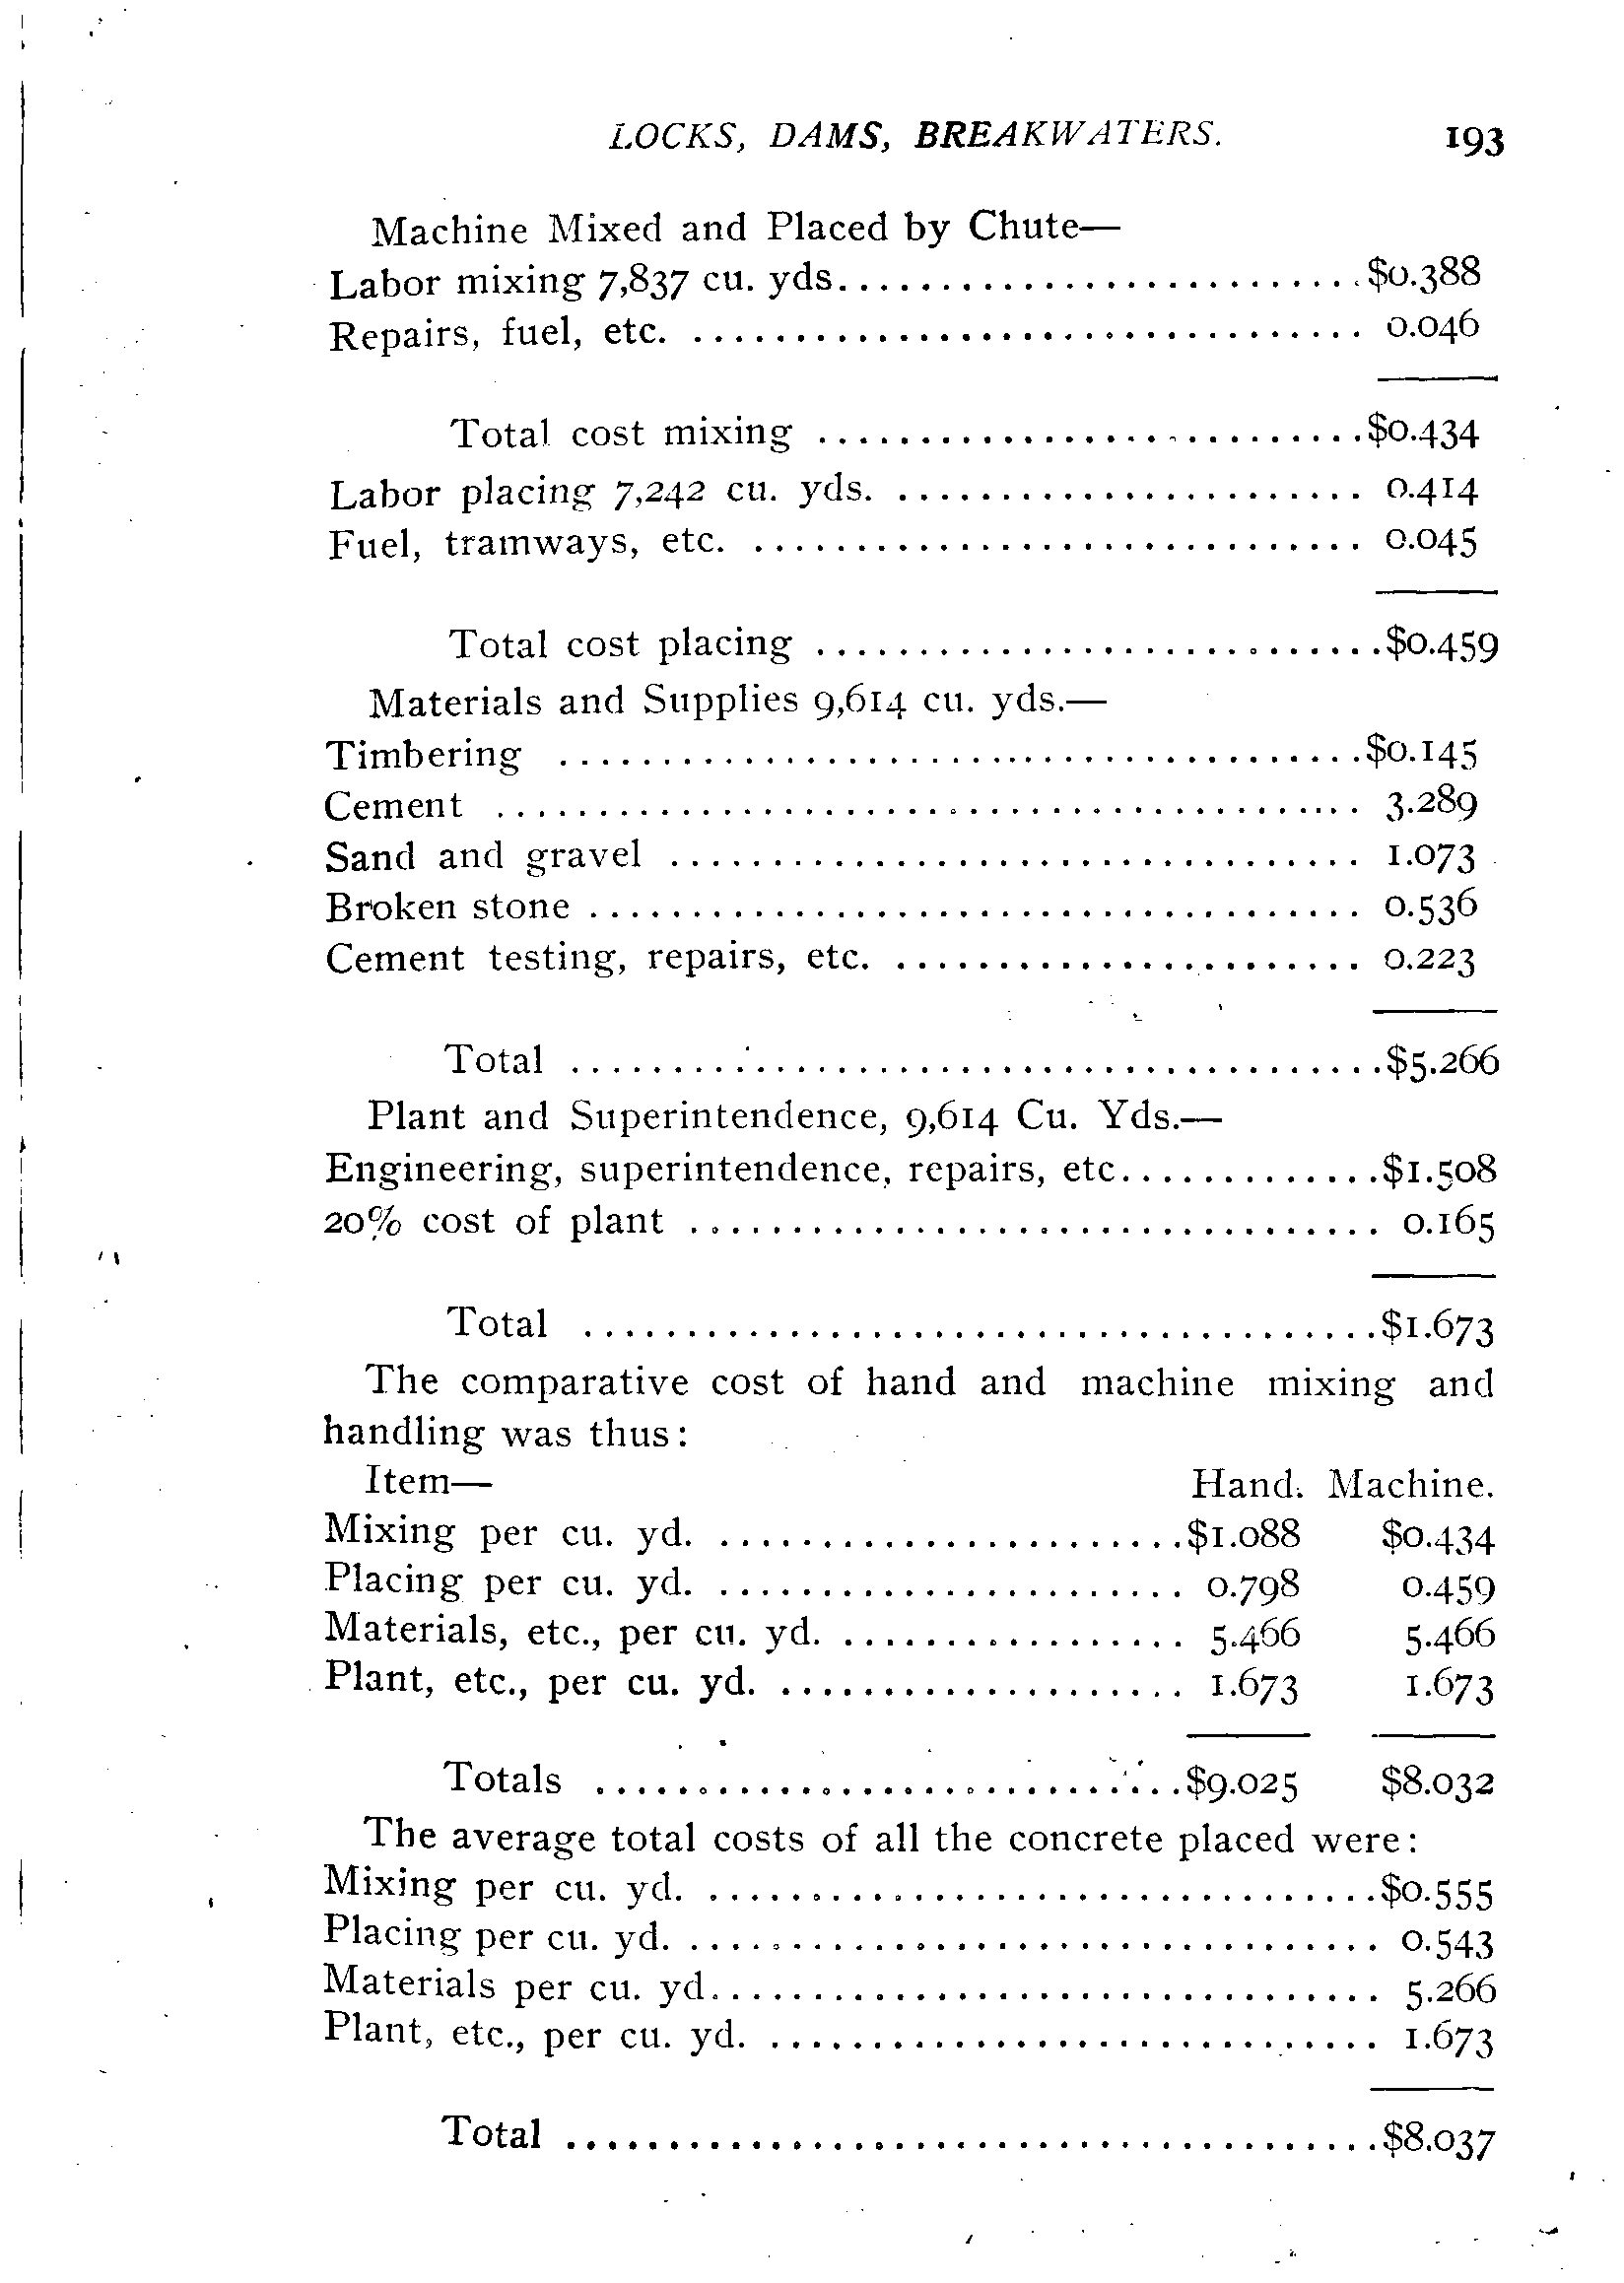 LOCKS, DAMS, BREAKWATERS. 193
Machine Mixed and Placed by Chute—
Labor mixing 7,837 cu. yds..........................$0.388
Repairs, fuel, etc. ................................. 0.046
Total cost mixing ...........................$0.434
Labor placing 7,242 cu. yds. ....................... 0.414
Fuel, tramways, etc. .............................. 0.045
Total cost placing ............................$0.459
Materials and Supplies 9,614 cu. yds.—
Timbering ........................................$0.145
Cement .......................................... 3.289
Sand and gravel .................................. 1.073
Broken stone ...................................... 0.536
Cement testing, repairs, etc. ....................... 0.223
Total ........................................$5.266
Plant and Superintendence, 9,614 Cu. Yds.—
Engineering, superintendence, repairs, etc.............$1.508
20% cost of plant .................................. 0.165
Total .......................................$1.673
The comparative cost of hand and machine mixing and
handling was thus:
Item— Hand. Machine.
Mixing per cu. yd. .......................$1.088 $0.434
Placing per cu. yd. ....................... 0.798 0.459
Materials, etc., per cu. yd. ................. 5.466 5.466
Plant, etc., per cu. yd. .................... 1.673 1.673
Totals .............................$9.025 $8.032
The average total costs of all the concrete placed were:
Mixing per cu. yd. .................................$0.555
Placing per cu. yd. .................................. 0.543
Materials per cu. yd................................. 5.266
Plant, etc., per cu. yd. .............................. 1.673
Total ........................................$8.037